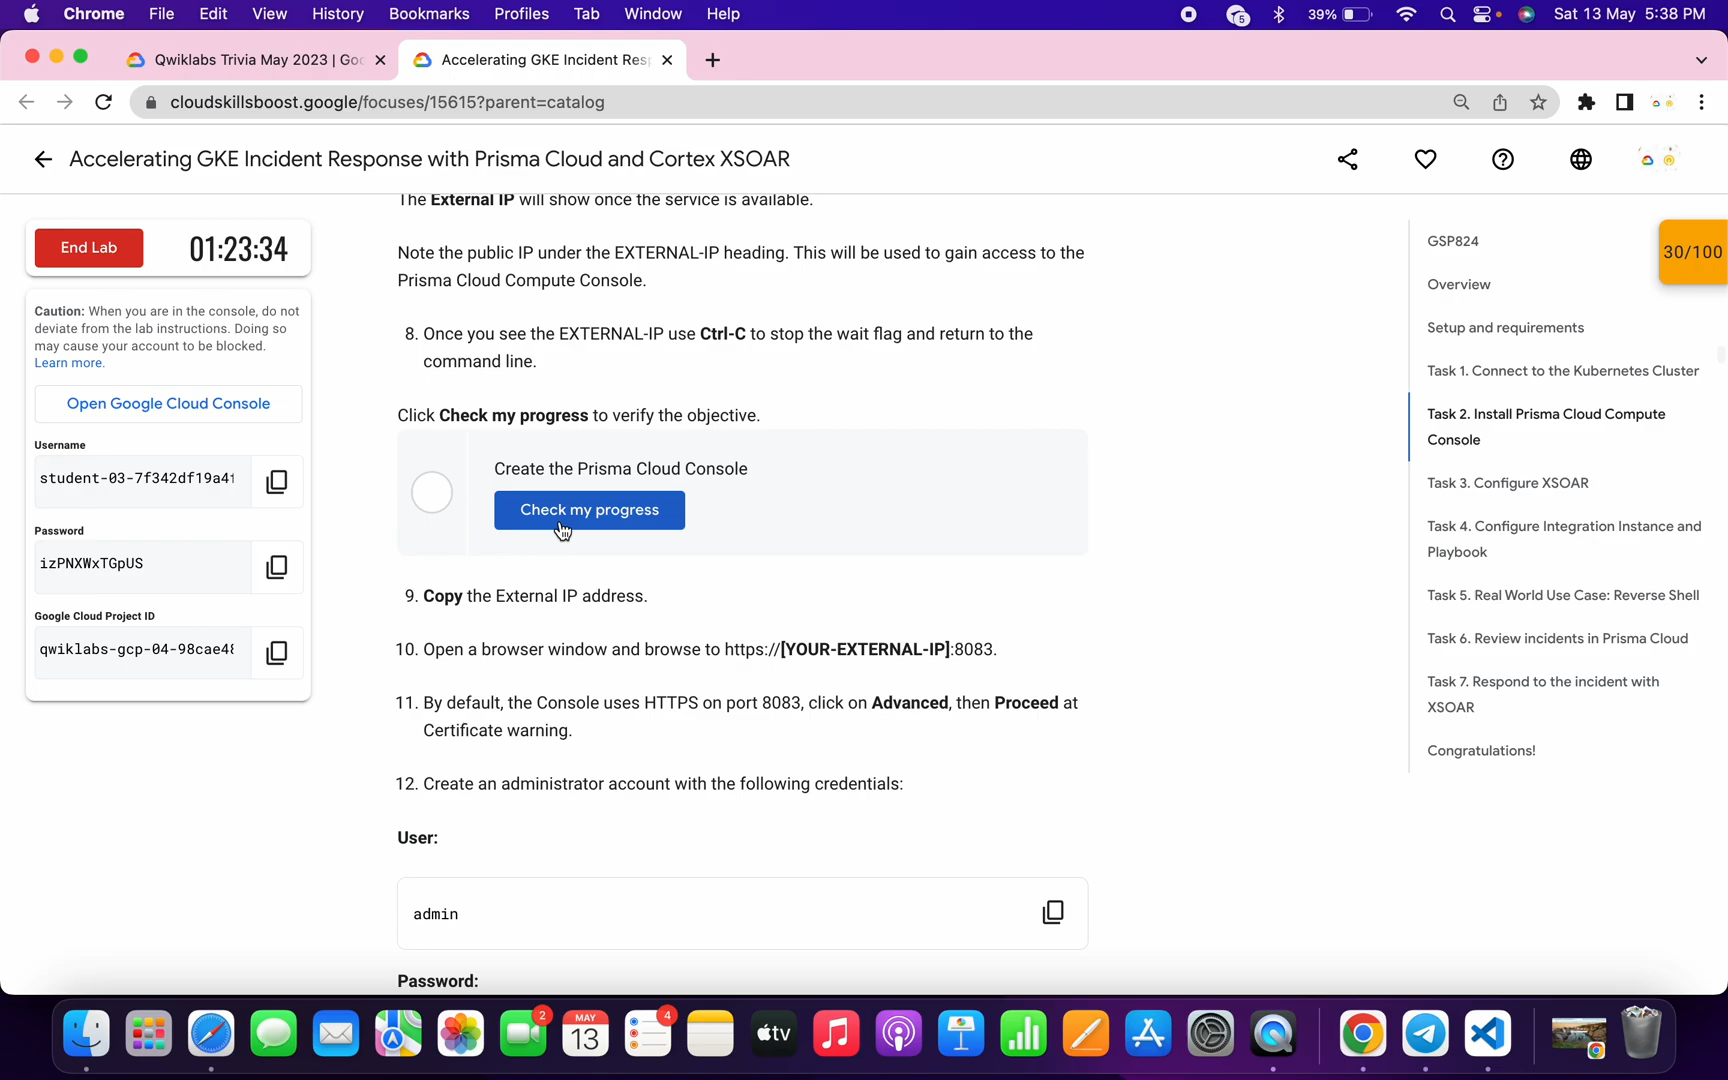 Chrome File Edit View History Bookmarks Profiles Tab Window Help
5 39% Sat 13 May 5:38 PM
Qwiklabs Trivia May 2023 | Goo
Accelerating GKE Incident Resp
cloudskillsboost.google/focuses/15615?parent=catalog
Accelerating GKE Incident Response with Prisma Cloud and Cortex XSOAR
End Lab
01:23:34
Caution: When you are in the console, do not
deviate from the lab instructions. Doing so
may cause your account to be blocked.
Learn more.
Open Google Cloud Console
Username
student-03-7f342df19a4f
Password
izPNXWxTGpUS
Google Cloud Project ID
qwiklabs-gcp-04-98cae48
The External IP will show once the service is available.
Note the public IP under the EXTERNAL-IP heading. This will be used to gain access to the
Prisma Cloud Compute Console.
8. Once you see the EXTERNAL-IP use Ctrl-C to stop the wait flag and return to the
command line.
Click Check my progress to verify the objective.
Create the Prisma Cloud Console
Check my progress
9. Copy the External IP address.
10. Open a browser window and browse to https://[YOUR-EXTERNAL-IP]:8083.
11. By default, the Console uses HTTPS on port 8083, click on Advanced, then Proceed at
Certificate warning.
12. Create an administrator account with the following credentials:
User:
admin
Password:
GSP824
Overview
Setup and requirements
Task 1. Connect to the Kubernetes Cluster
Task 2. Install Prisma Cloud Compute
Console
Task 3. Configure XSOAR
Task 4. Configure Integration Instance and
Playbook
Task 5. Real World Use Case: Reverse Shell
Task 6. Review incidents in Prisma Cloud
Task 7. Respond to the incident with
XSOAR
Congratulations!
30/100
2
MAY
13
4
tv